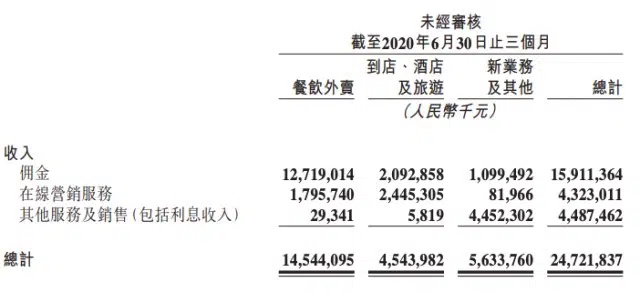 未經審核
截至2020年6月30日止三個月
到店、酒店 新業務
餐飲外賣 及旅遊 及其他 總計
(人民幣千元)
收入
佣金 12,719,014 2,092,858 1,099,492 15,911,364
在線營銷服務 1,795,740 2,445,305 81,966 4,323,011
其他服務及銷售(包括利息收入) 29,341 5,819 4,452,302 4,487,462
總計 14,544,095 4,543,982 5,633,760 24,721,837